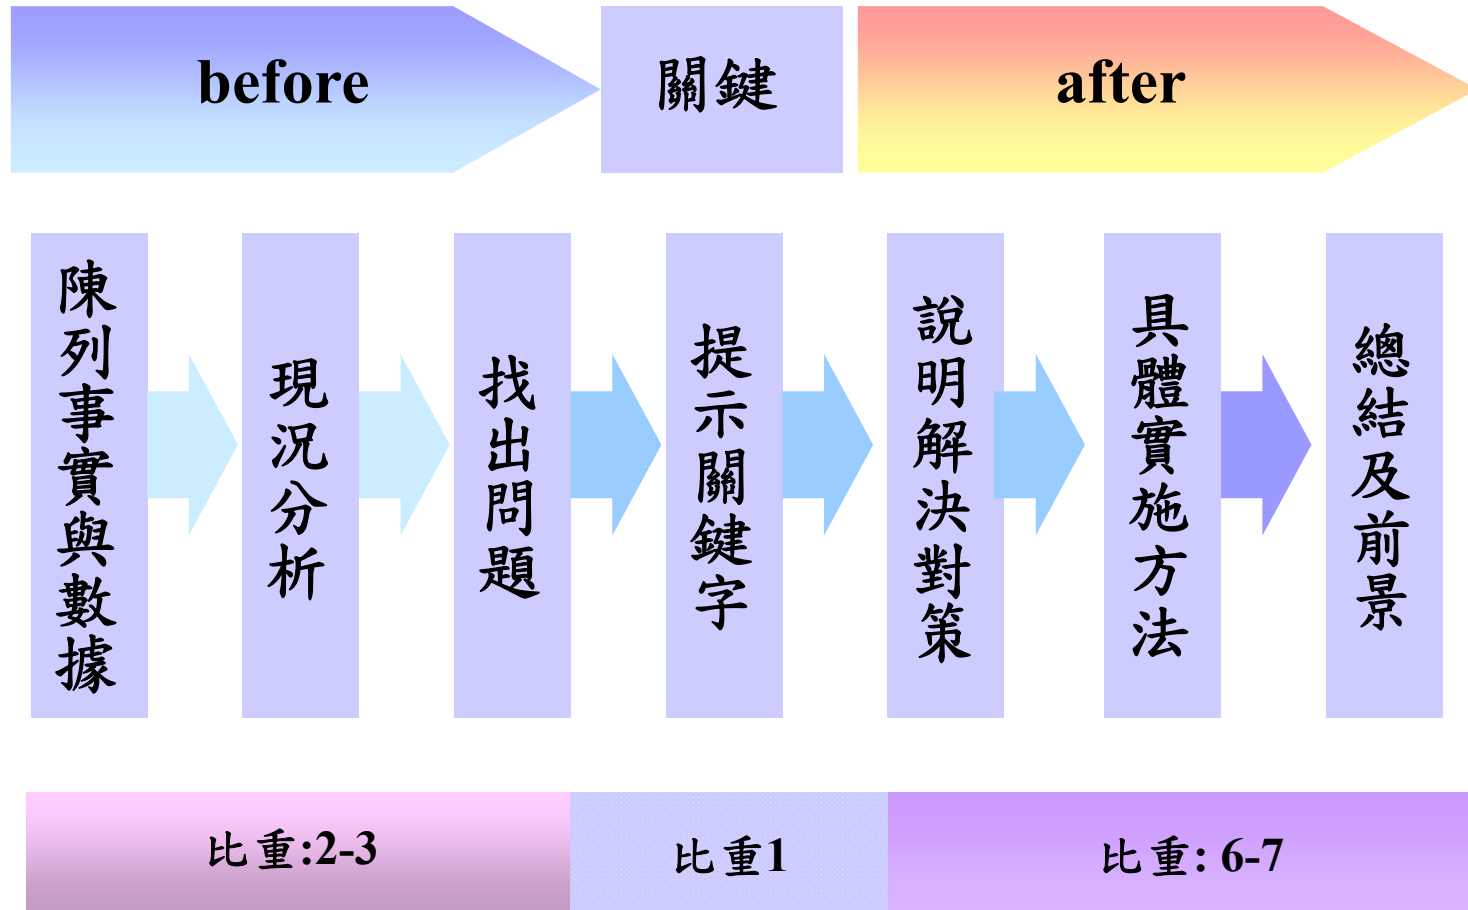 before
關鍵
after
陳列事實與數據
現況分析
找出問題
提示關鍵字
說明解決對策
具體實施方法
總結及前景
比重:2-3
比重1
比重: 6-7